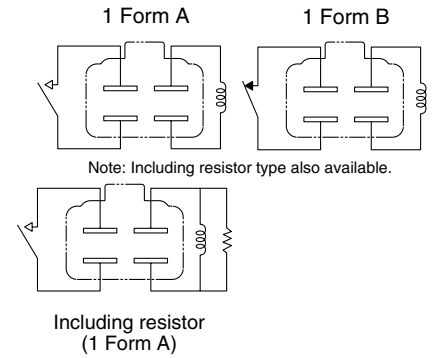 1 Form A
1 Form B
Note: Including resistor type also available.
Including resistor
(1 Form A)